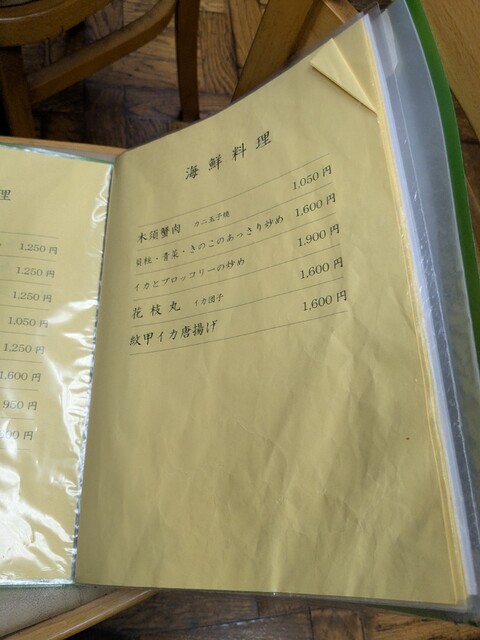 理
1,250円
1,250円
1,250円
1,050円
1,250円
1,600円
950円
海鮮料理
木須蟹肉 カニ玉子焼 1,050円
貝柱・青菜・きのこのあっさり炒め 1,600円
イカとブロッコリーの炒め 1,900円
花枝丸 イカ団子 1,600円
紋甲イカ唐揚げ 1,600円